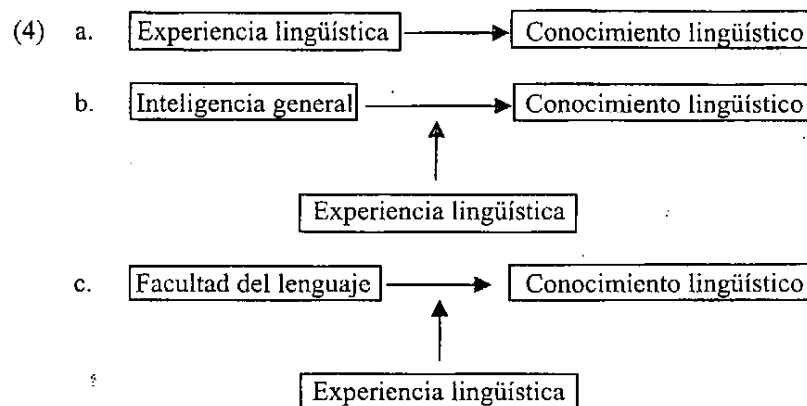 (4) a. Experiencia lingüística Conocimiento lingüístico
b. Inteligencia general Conocimiento lingüístico
Experiencia lingüística
c. Facultad del lenguaje Conocimiento lingüístico
Experiencia lingüística